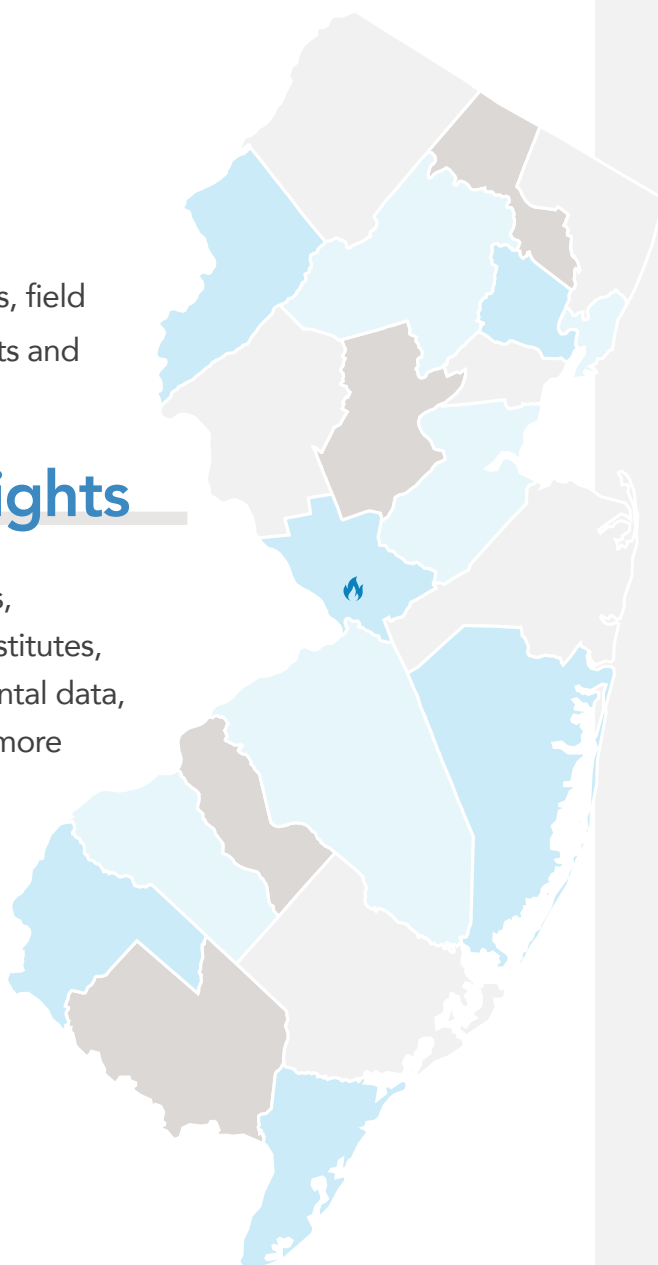 s, field
ts and
ights
s,
stitutes,
ntal data,
more